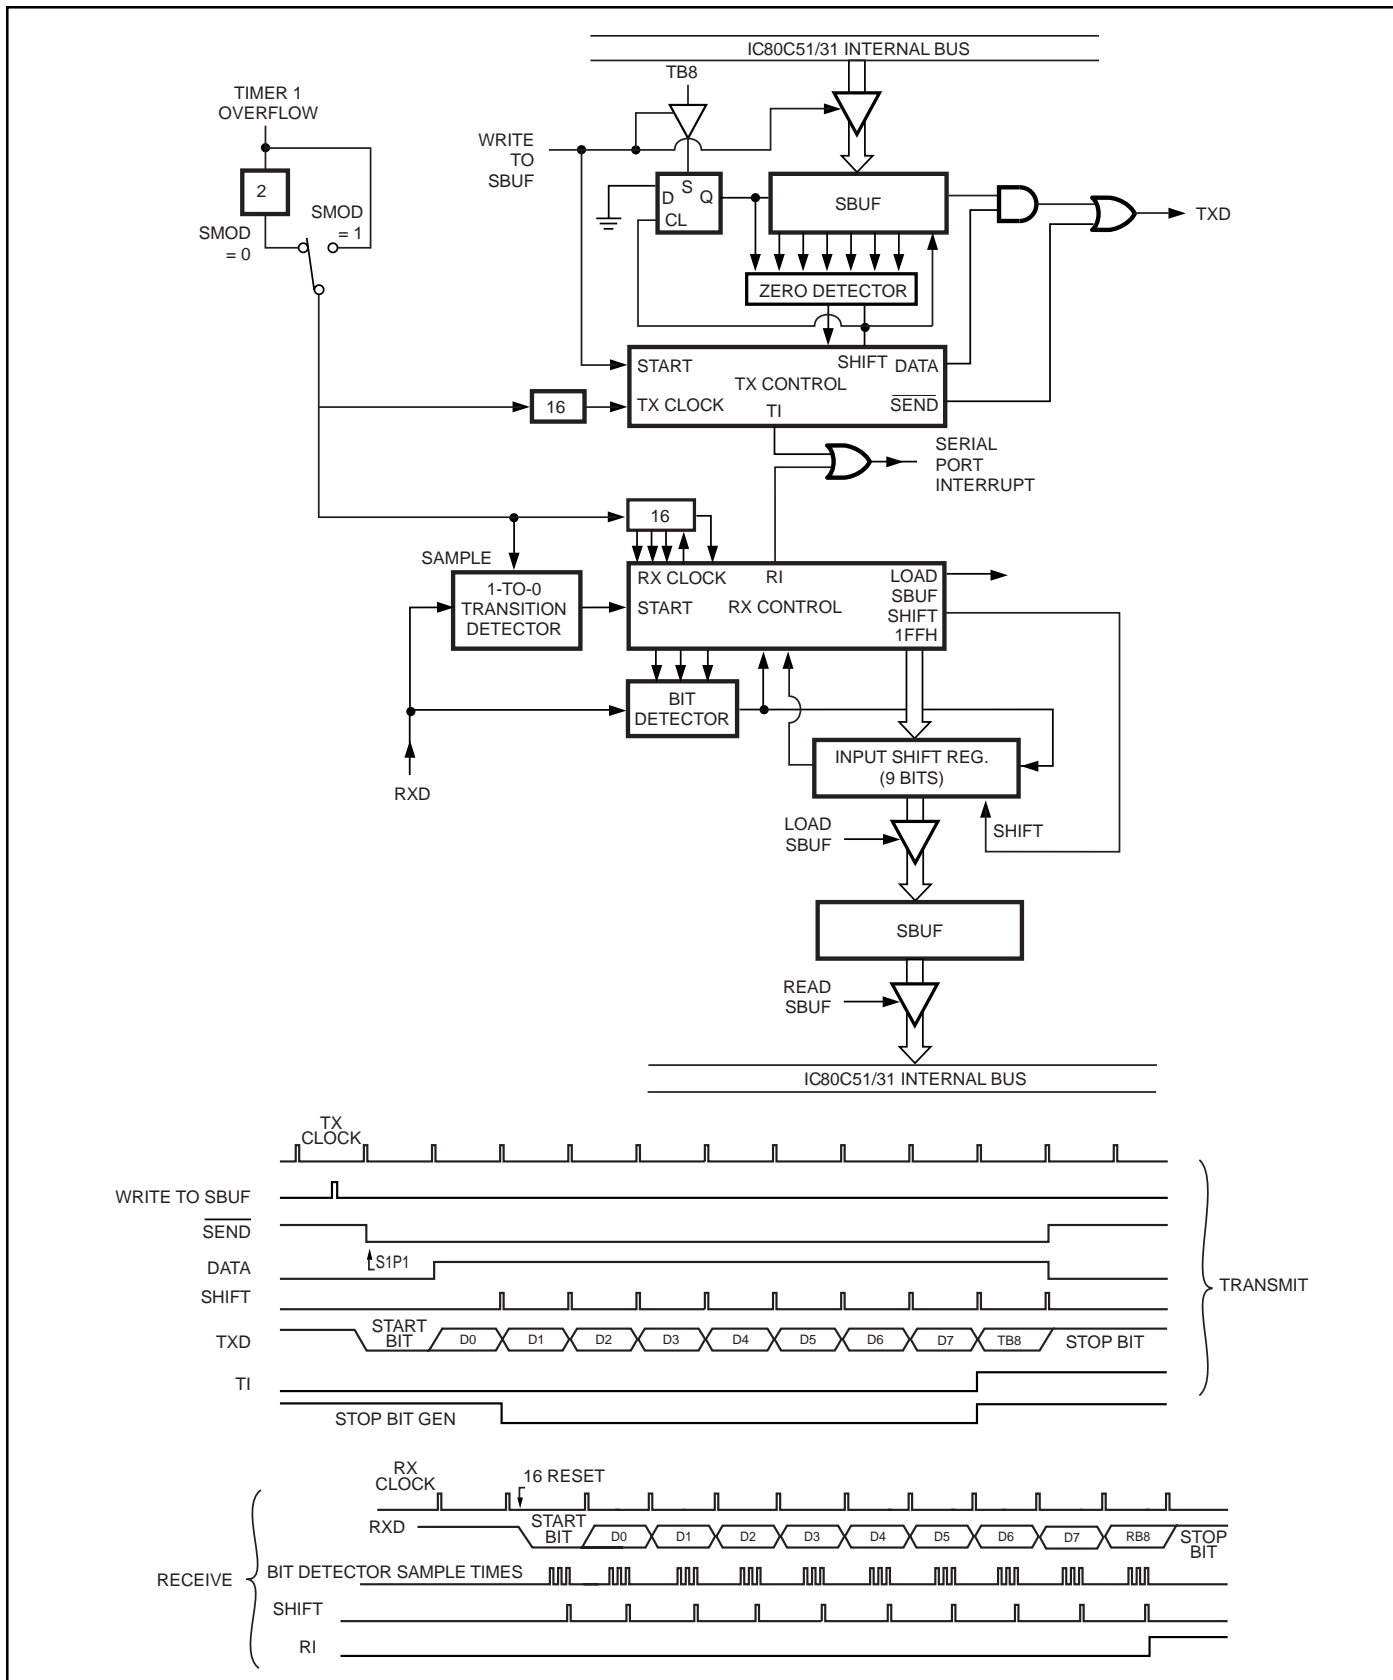 IC80C51/31 INTERNAL BUS
TB8
TIMER 1
OVERFLOW
WRITE
TO
SBUF
2
SMOD
= 1
SMOD
= 0
S
D
Q
CL
SBUF
TXD
ZERO DETECTOR
START
SHIFT
DATA
TX CONTROL
TX CLOCK
TI
SEND
16
SERIAL
PORT
INTERRUPT
16
SAMPLE
1-TO-0
TRANSITION
DETECTOR
RX CLOCK
RI
LOAD
SBUF
START
RX CONTROL
SHIFT
1FFH
BIT
DETECTOR
INPUT SHIFT REG.
(9 BITS)
RXD
LOAD
SBUF
SHIFT
SBUF
READ
SBUF
IC80C51/31 INTERNAL BUS
TX
CLOCK
WRITE TO SBUF
SEND
S1P1
DATA
SHIFT
TRANSMIT
TXD
START
BIT
D0
D1
D2
D3
D4
D5
D6
D7
TB8
STOP BIT
TI
STOP BIT GEN
RX
CLOCK
16 RESET
RXD
START
BIT
D0
D1
D2
D3
D4
D5
D6
D7
RB8
STOP
BIT
RECEIVE
BIT DETECTOR SAMPLE TIMES
SHIFT
RI